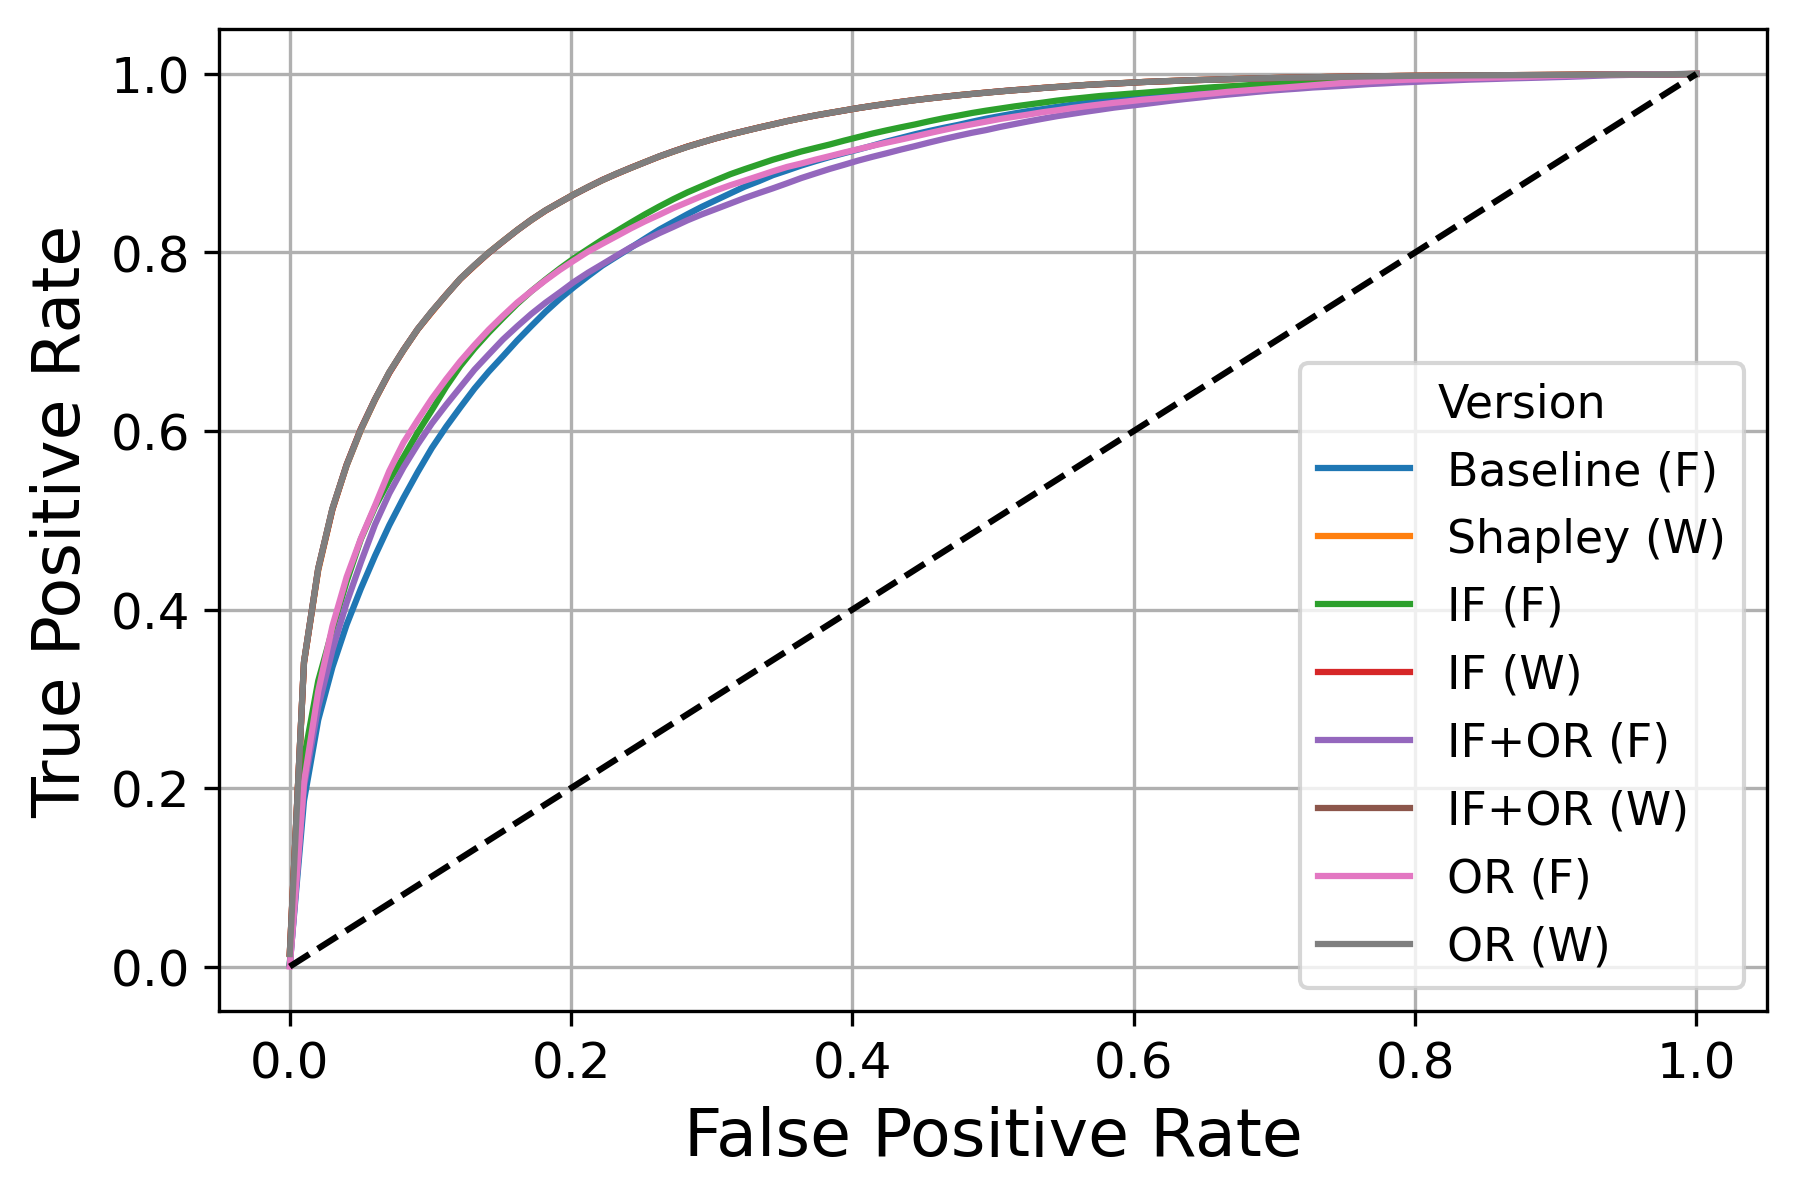 True Positive Rate
1.0
0.8
0.6
0.4
0.2
0.0
0.0 0.2 0.4 0.6 0.8 1.0
False Positive Rate
Version
Baseline (F)
Shapley (W)
IF (F)
IF (W)
IF+OR (F)
IF+OR (W)
OR (F)
OR (W)